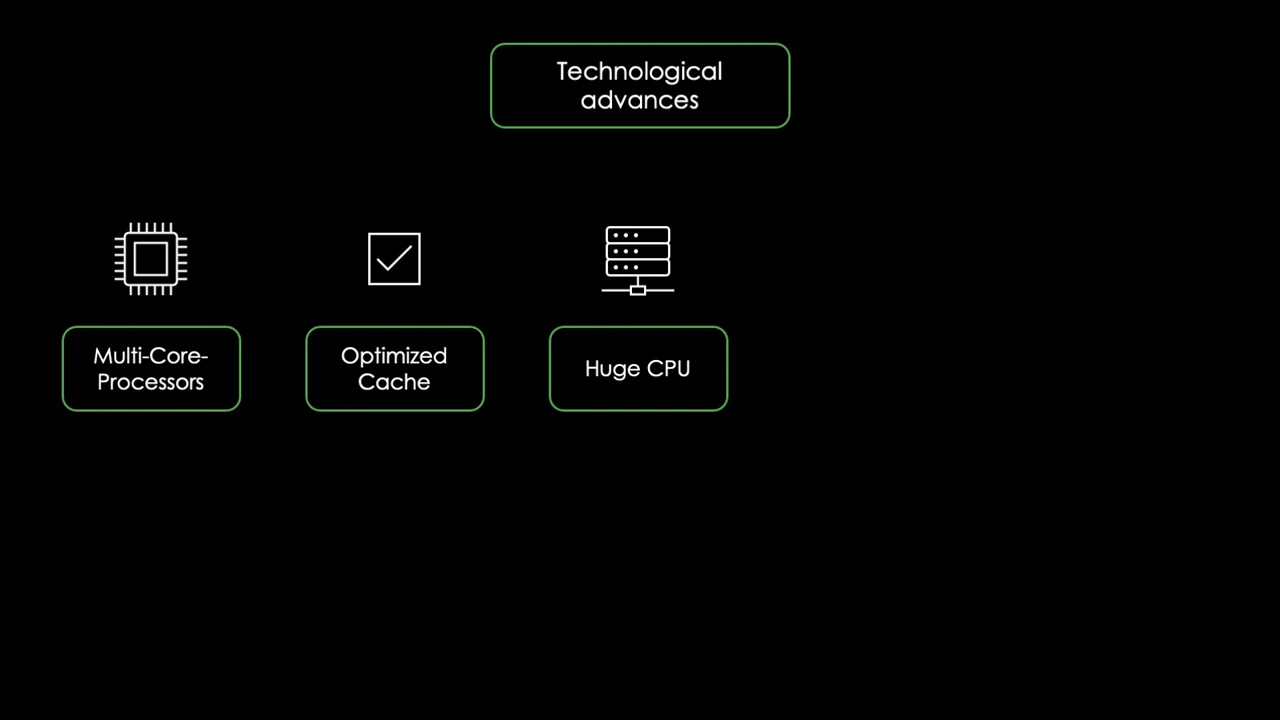 Technological
advances
Multi-Core-
Processors
Optimized
Cache
Huge CPU